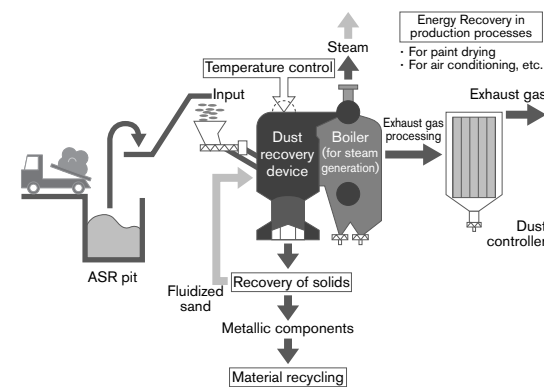 Energy Recovery in
production processes
· For paint drying
· For air conditioning, etc.
Steam
Temperature control
Input
Exhaust gas
Exhaust gas
processing
Dust
recovery
device
Boiler
(for steam
generation)
Dust
controller
ASR pit
Fluidized
sand
Recovery of solids
Metallic components
Material recycling